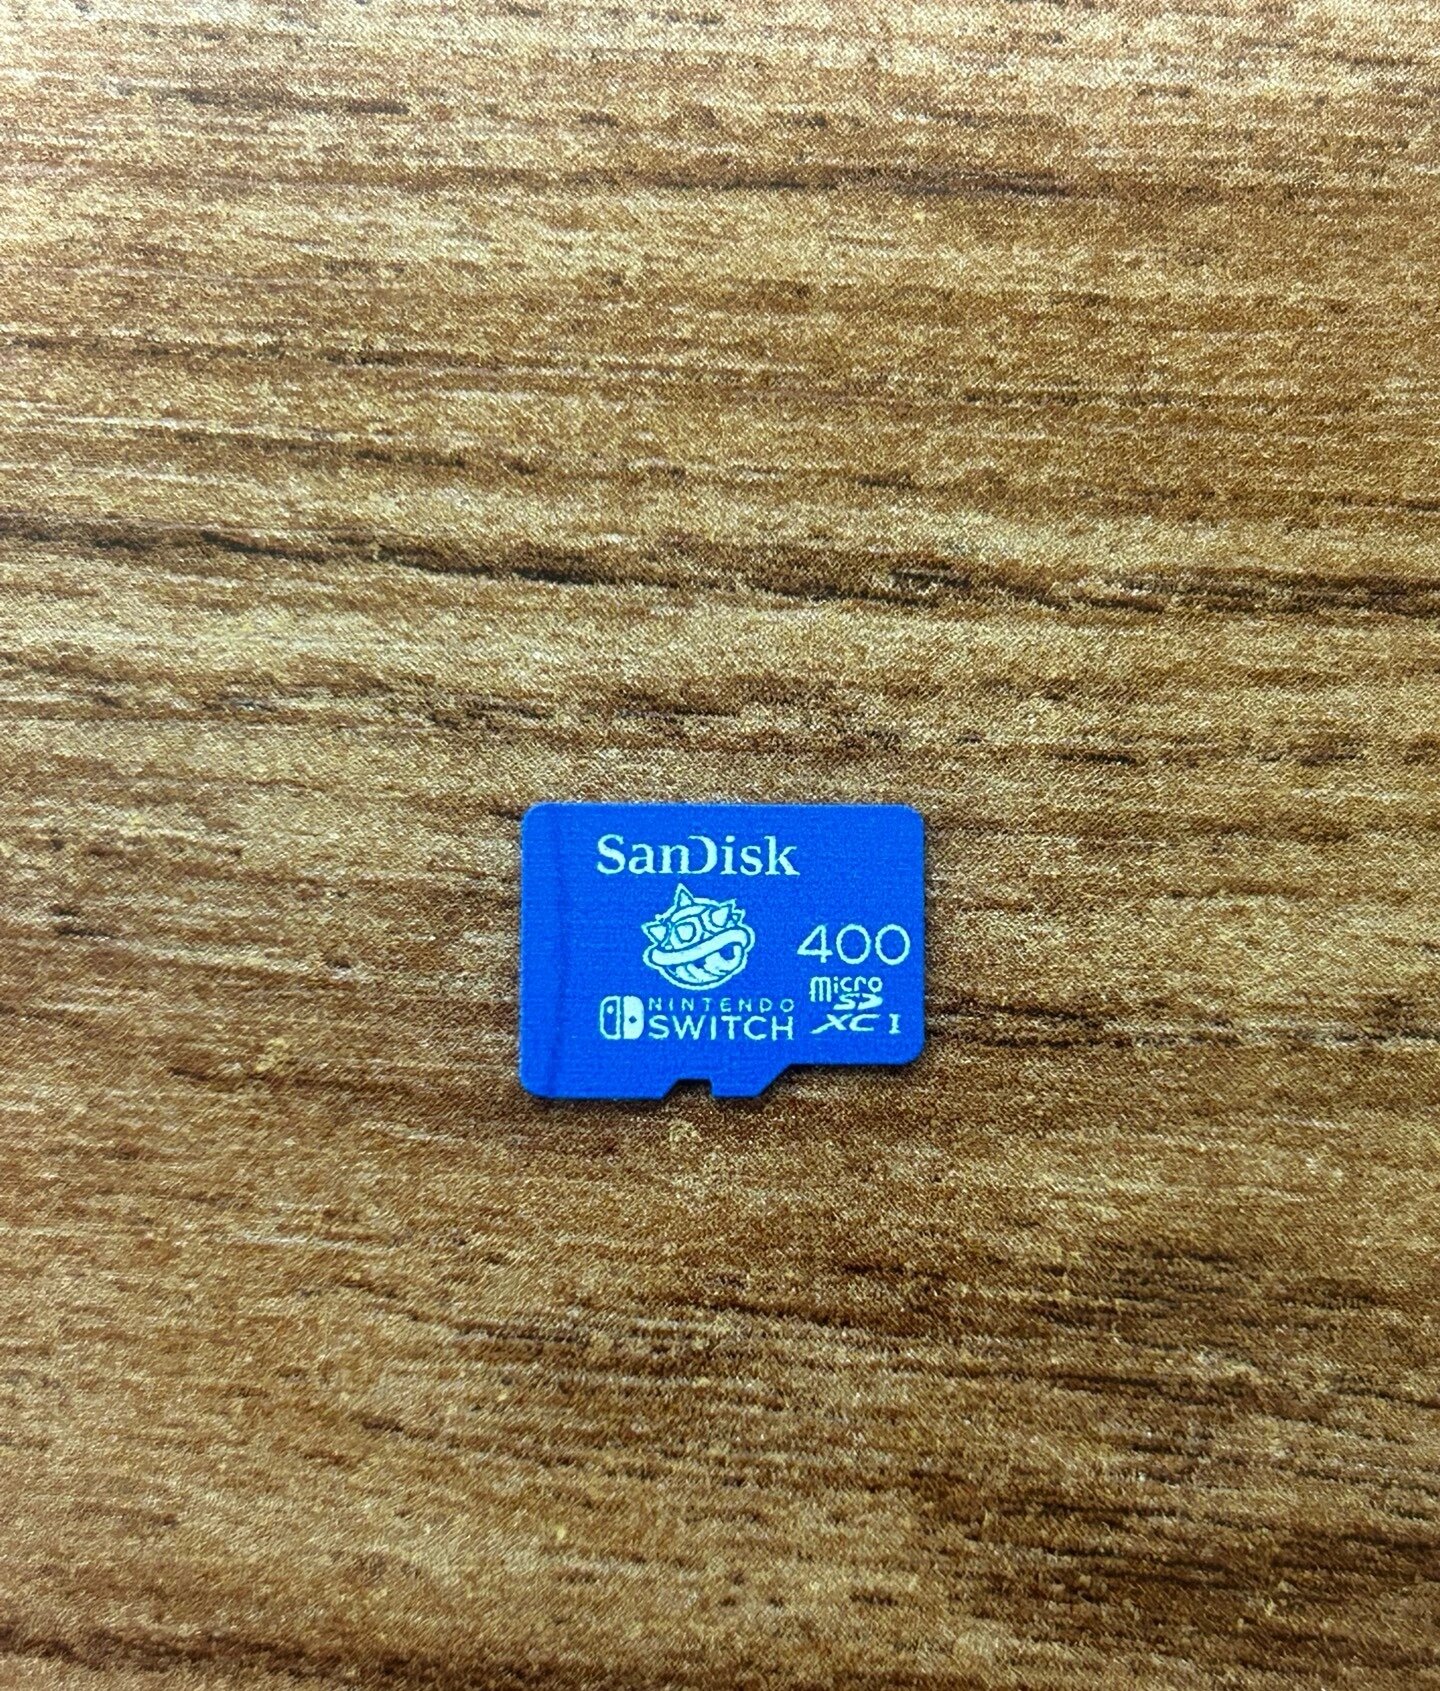 SanDisk
400
micro
SD
XC I
NINTENDO
SWITCH